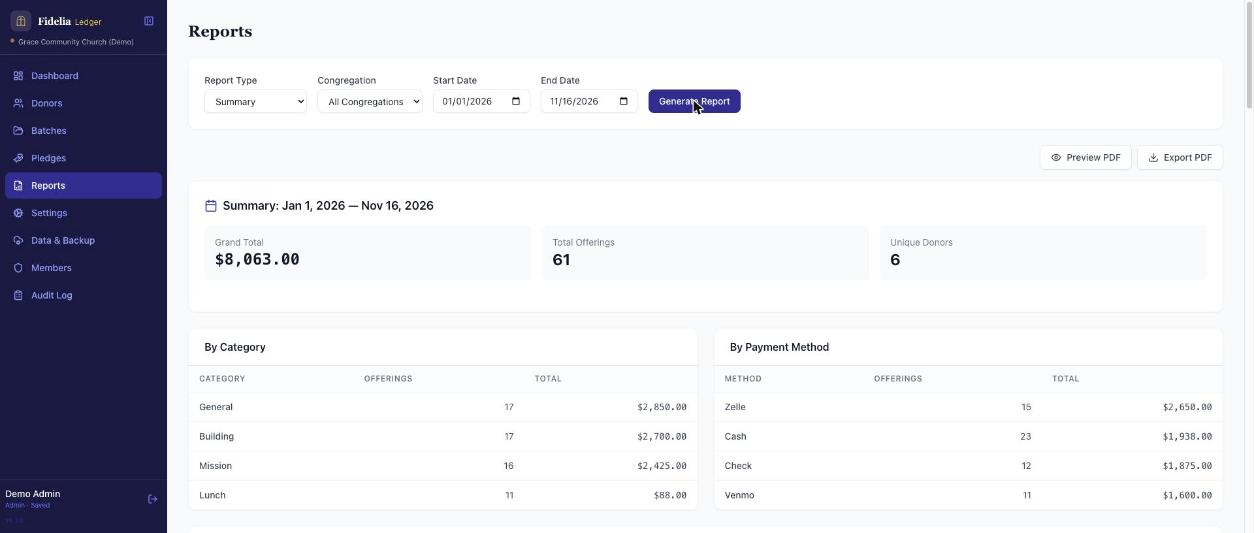 Fidelia Ledger
Grace Community Church (Demo)
Dashboard
Donors
Batches
Pledges
Reports
Settings
Data & Backup
Members
Audit Log
Demo Admin
Admin · Saved
Reports
Report Type Congregation Start Date End Date
Summary All Congregations 01/01/2026 11/16/2026 Generate Report
Preview PDF Export PDF
Summary: Jan 1, 2026 — Nov 16, 2026
Grand Total Total Offerings Unique Donors
$8,063.00 61 6
By Category
CATEGORY OFFERINGS TOTAL
General 17 $2,850.00
Building 17 $2,700.00
Mission 16 $2,425.00
Lunch 11 $88.00
By Payment Method
METHOD OFFERINGS TOTAL
Zelle 15 $2,650.00
Cash 23 $1,938.00
Check 12 $1,875.00
Venmo 11 $1,600.00